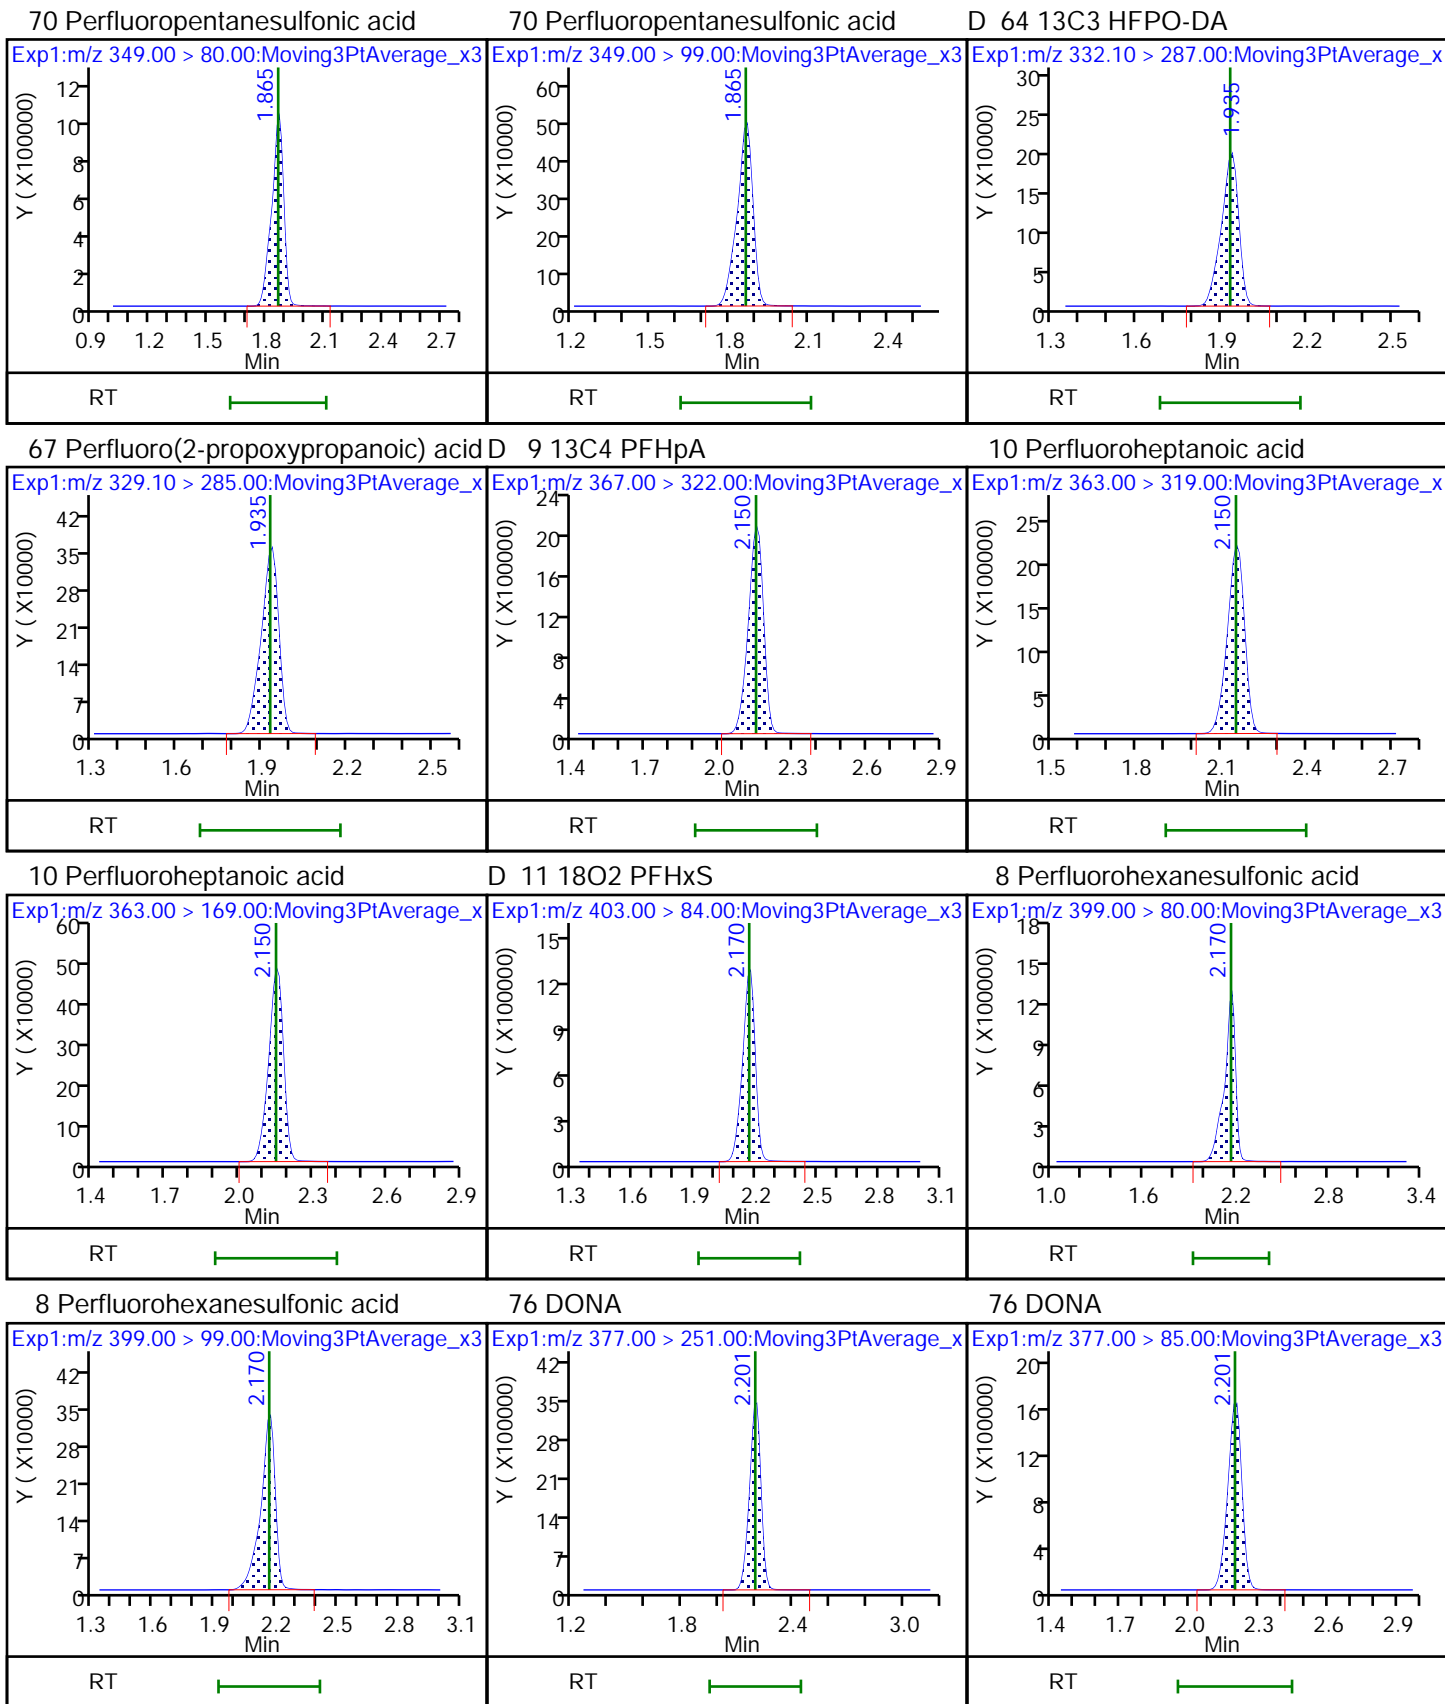 70 Perfluoropentanesulfonic acid
Exp1:m/z 349.00 > 80.00:Moving3PtAverage_x3
1.865
Y ( X100000)
12
10
8
6
4
2
0
0.9 1.2 1.5 1.8 2.1 2.4 2.7
Min
RT
70 Perfluoropentanesulfonic acid
Exp1:m/z 349.00 > 99.00:Moving3PtAverage_x3
1.865
Y ( X100000)
60
50
40
30
20
10
0
1.2 1.5 1.8 2.1 2.4
Min
RT
D 64 13C3 HFPO-DA
Exp1:m/z 332.10 > 287.00:Moving3PtAverage_x
1.935
Y ( X100000)
30
25
20
15
10
5
0
1.3 1.6 1.9 2.2 2.5
Min
RT
67 Perfluoro(2-propoxypropanoic) acid
Exp1:m/z 329.10 > 285.00:Moving3PtAverage_x
1.935
Y ( X100000)
42
35
28
21
14
7
0
1.3 1.6 1.9 2.2 2.5
Min
RT
D 9 13C4 PFHpA
Exp1:m/z 367.00 > 322.00:Moving3PtAverage_x
2.150
Y ( X100000)
24
20
16
12
8
4
0
1.4 1.7 2.0 2.3 2.6 2.9
Min
RT
10 Perfluoroheptanoic acid
Exp1:m/z 363.00 > 319.00:Moving3PtAverage_x
2.150
Y ( X100000)
25
20
15
10
5
0
1.5 1.8 2.1 2.4 2.7
Min
RT
10 Perfluoroheptanoic acid
Exp1:m/z 363.00 > 169.00:Moving3PtAverage_x
2.150
Y ( X100000)
60
50
40
30
20
10
0
1.4 1.7 2.0 2.3 2.6 2.9
Min
RT
D 11 18O2 PFHxS
Exp1:m/z 403.00 > 84.00:Moving3PtAverage_x3
2.170
Y ( X100000)
15
12
9
6
3
0
1.3 1.6 1.9 2.2 2.5 2.8 3.1
Min
RT
8 Perfluorohexanesulfonic acid
Exp1:m/z 399.00 > 80.00:Moving3PtAverage_x3
2.170
Y ( X100000)
18
15
12
9
6
3
0
1.0 1.6 2.2 2.8 3.4
Min
RT
8 Perfluorohexanesulfonic acid
Exp1:m/z 399.00 > 99.00:Moving3PtAverage_x3
2.170
Y ( X100000)
42
35
28
21
14
7
0
1.3 1.6 1.9 2.2 2.5 2.8 3.1
Min
RT
76 DONA
Exp1:m/z 377.00 > 251.00:Moving3PtAverage_x
2.201
Y ( X100000)
42
35
28
21
14
7
0
1.2 1.8 2.4 3.0
Min
RT
76 DONA
Exp1:m/z 377.00 > 85.00:Moving3PtAverage_x3
2.201
Y ( X100000)
20
16
12
8
4
0
1.4 1.7 2.0 2.3 2.6 2.9
Min
RT